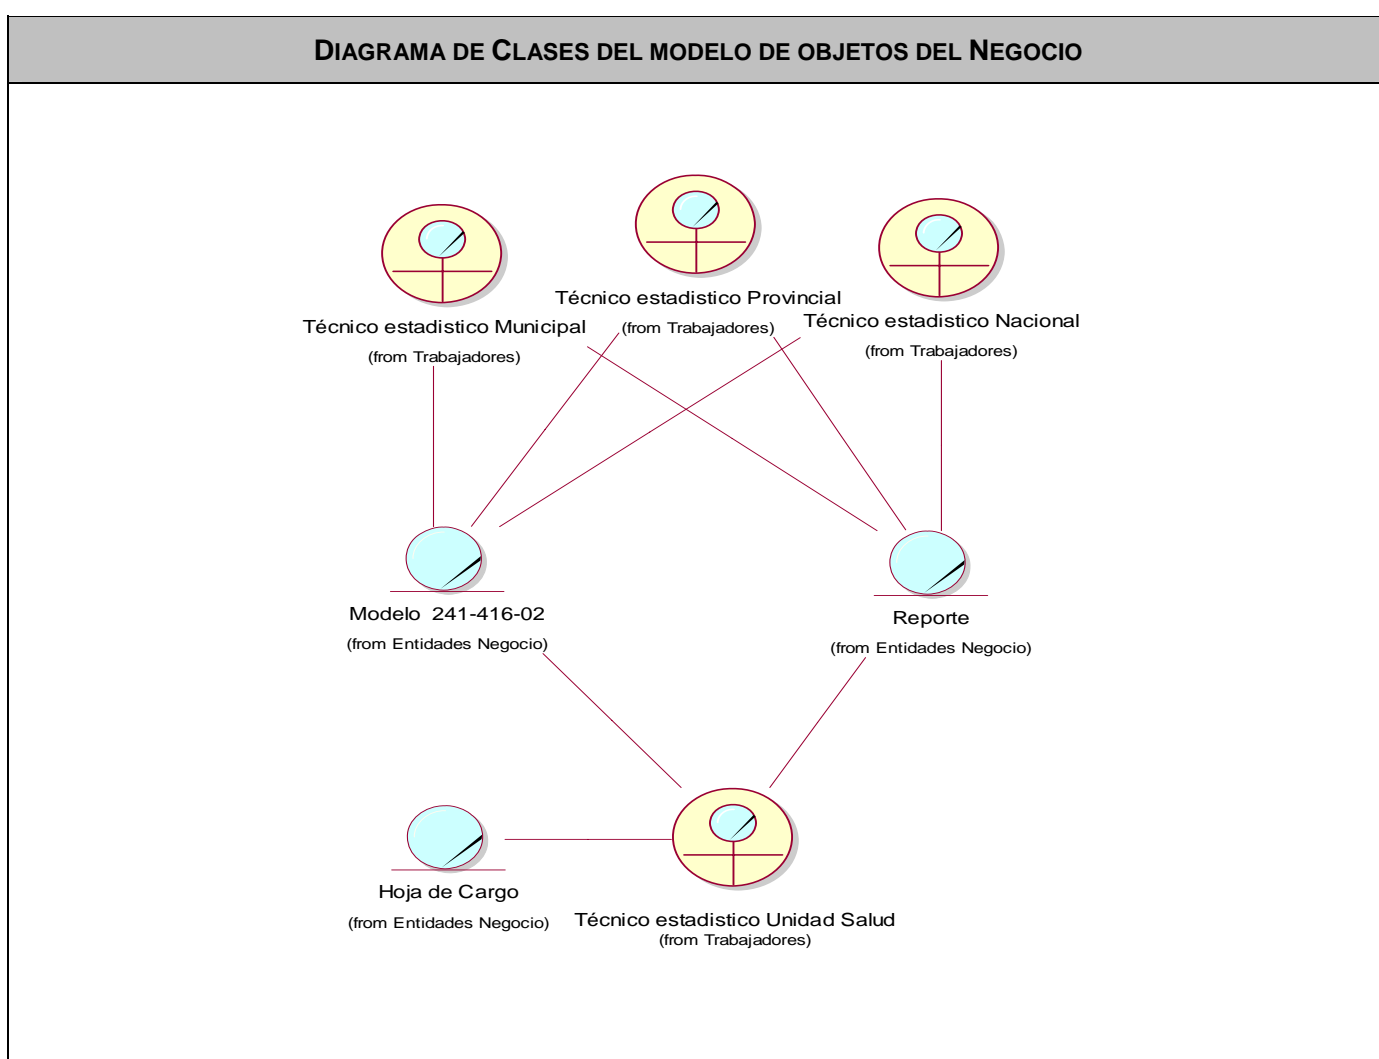 DIAGRAMA DE CLASES DEL MODELO DE OBJETOS DEL NEGOCIO
Técnico estadistico Provincial
(from Trabajadores)
Técnico estadistico Municipal
(from Trabajadores)
Técnico estadistico Nacional
(from Trabajadores)
Modelo  241-416-02
(from Entidades Negocio)
Reporte
(from Entidades Negocio)
Hoja de Cargo
(from Entidades Negocio)
Técnico estadistico Unidad Salud
(from Trabajadores)